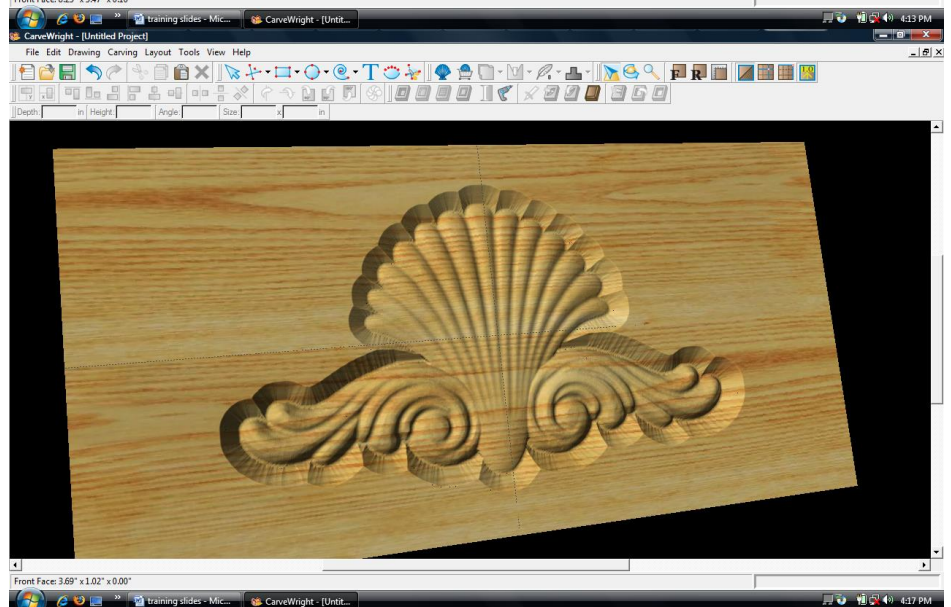 training slides - Mic...
CarveWright - [Untit...
4:13 PM
CarveWright - [Untitled Project]
File Edit Drawing Carving Layout Tools View Help
Depth: in Height: Angle: Size: x in
Front Face: 3.69" x 1.02" x 0.00"
training slides - Mic...
CarveWright - [Untit...
4:17 PM